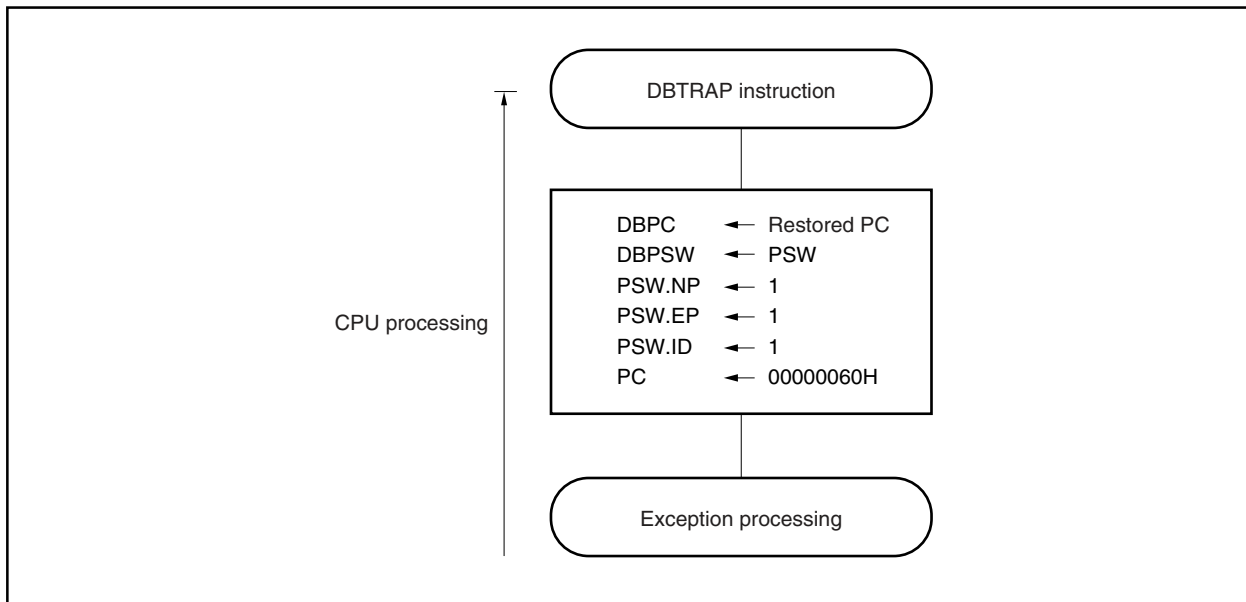 DBTRAP instruction
DBPC ← Restored PC
DBPSW ← PSW
PSW.NP ← 1
PSW.EP ← 1
PSW.ID ← 1
PC ← 00000060H
CPU processing
Exception processing